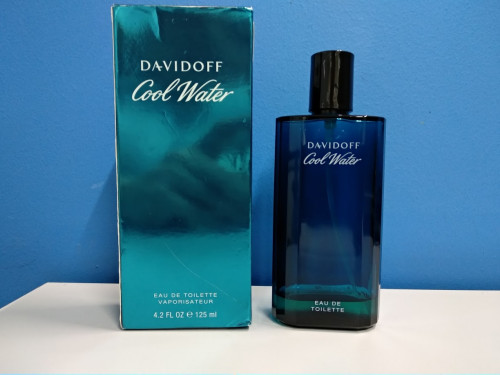 DAVIDOFF
Cool Water
EAU DE TOILETTE
VAPORISATEUR
4.2 FL OZ ℮ 125 ml
DAVIDOFF
Cool Water
EAU DE
TOILETTE